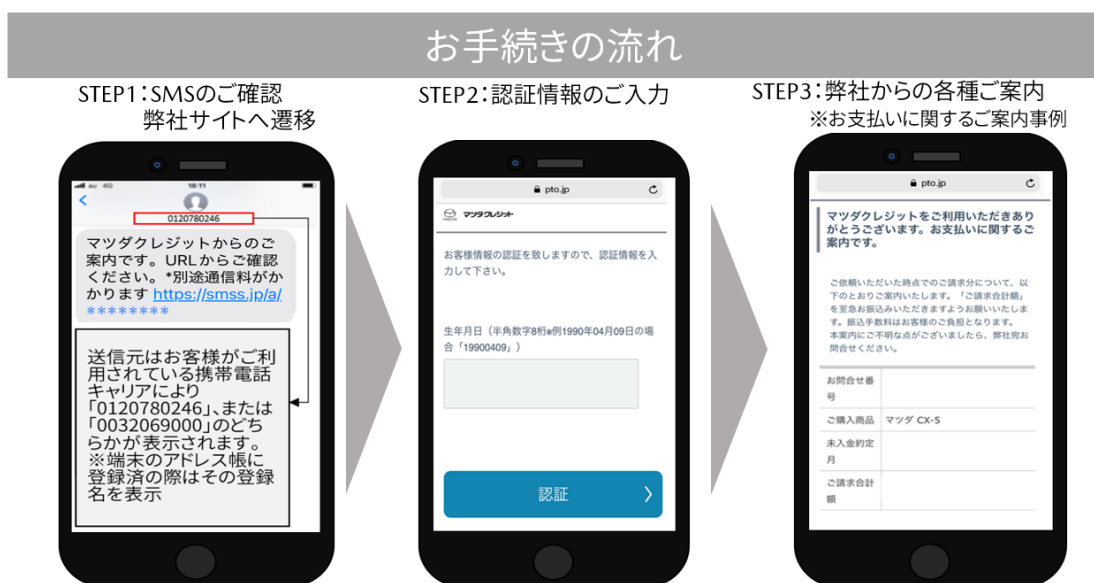 お手続きの流れ
STEP1：SMSのご確認
弊社サイトへ遷移
au 4G
18:11
0120780246
マツダクレジットからのご
案内です。URLからご確認
ください。*別途通信料がか
かります https://smss.jp/a/
********
送信元はお客様がご利
用されている携帯電話
キャリアにより
「0120780246」、または
「0032069000」のどち
らかが表示されます。
※端末のアドレス帳に
登録済の際はその登録
名を表示
STEP2：認証情報のご入力
pto.jp
マツダクレジット
お客様情報の認証を致しますので、認証情報を入
力して下さい。
生年月日（半角数字8桁※例1990年04月09日の場
合「19900409」）
認証
STEP3：弊社からの各種ご案内
※お支払いに関するご案内事例
pto.jp
マツダクレジットをご利用いただきあり
がとうございます。お支払いに関するご
案内です。
ご依頼いただいた時点でのご請求分について、以
下のとおりご案内いたします。「ご請求合計額」
を至急お振込みいただきますようお願いいたしま
す。振込手数料はお客様のご負担となります。
本案内にご不明な点がございましたら、弊社宛お
問合せください。
お問合せ番
号
ご購入商品 マツダ CX-5
未入金約定
月
ご請求合計
額